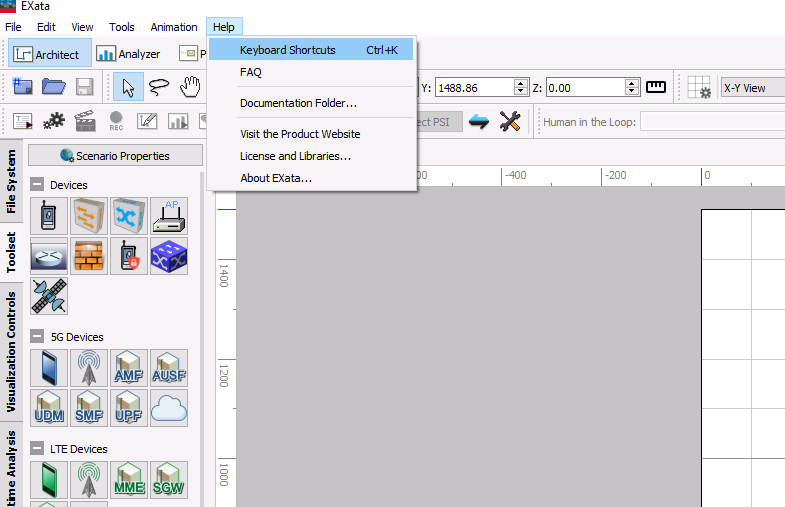 EXata
File Edit View Tools Animation Help
Architect Analyzer P
Keyboard Shortcuts Ctrl+K
FAQ
Documentation Folder...
Visit the Product Website
License and Libraries...
About EXata...
Y: 1488.86 Z: 0.00 X-Y View
REC ct PSI Human in the Loop:
Scenario Properties
File System
Toolset
Visualization Controls
time Analysis
Devices
AP
5G Devices
AMF AUSF
UDM SMF UPF
LTE Devices
MME SGW
00 -400 -200 0
1400
1200
1000